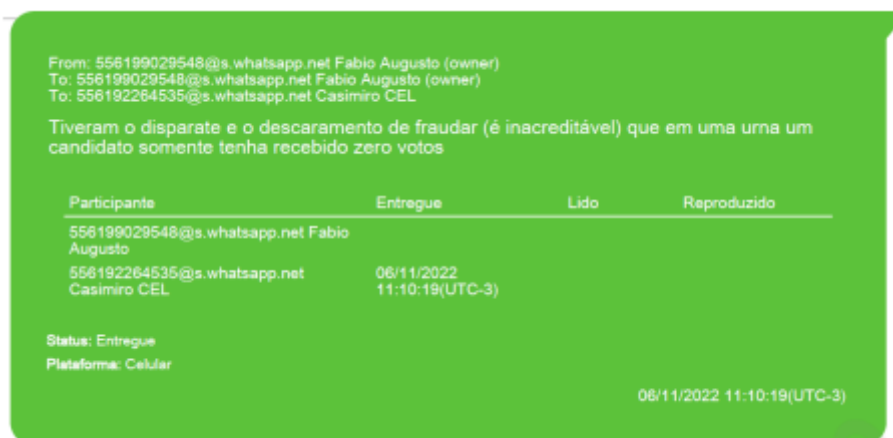 From: 556199029548@s.whatsapp.net Fabio Augusto (owner)
To: 556199029548@s.whatsapp.net Fabio Augusto (owner)
To: 556192264535@s.whatsapp.net Casimiro CEL
Tiveram o disparate e o descaramento de fraudar (é inacreditável) que em uma urna um
candidato somente tenha recebido zero votos
Participante Entregue Lido Reproduzido
556199029548@s.whatsapp.net Fabio
Augusto
556192264535@s.whatsapp.net 06/11/2022
Casimiro CEL 11:10:19(UTC-3)
Status: Entregue
Plataforma: Celular
06/11/2022 11:10:19(UTC-3)